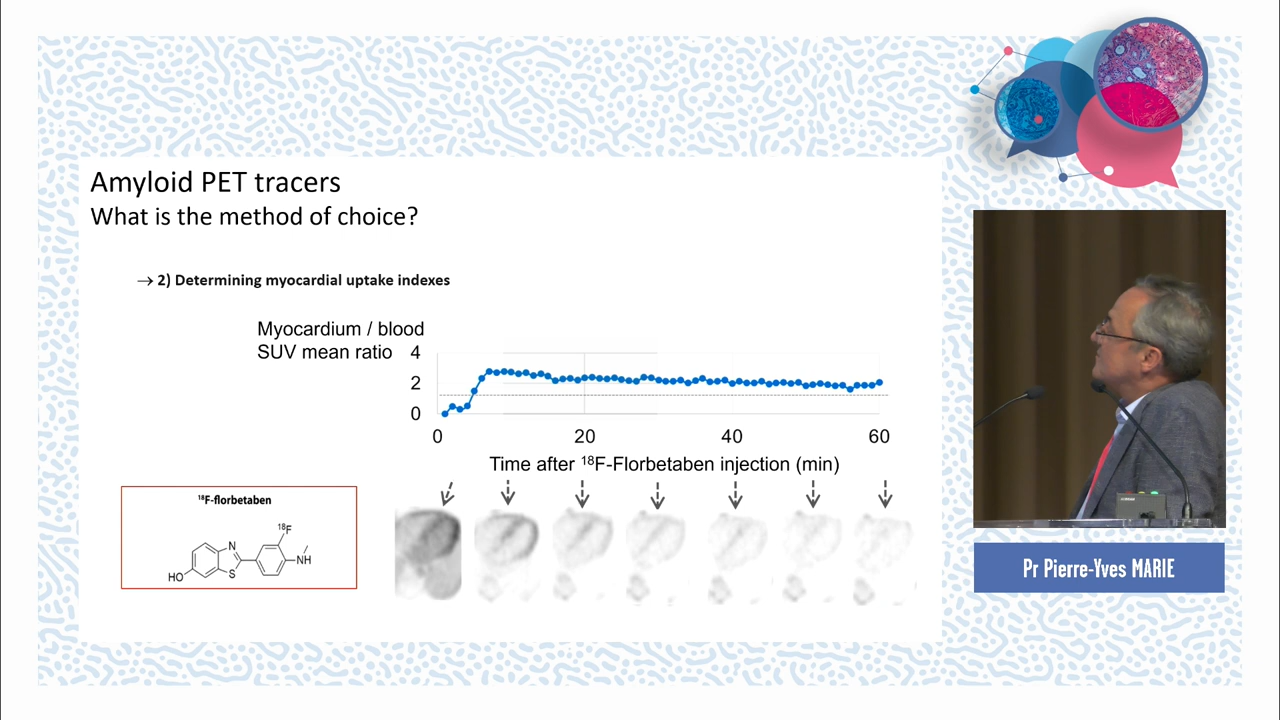 Amyloid PET tracers
What is the method of choice?
→ 2) Determining myocardial uptake indexes
Myocardium / blood
SUV mean ratio
4
2
0
0 20 40 60
Time after ¹⁸F-Florbetaben injection (min)
¹⁸F-florbetaben
¹⁸F
N
NH
HO
S
Pr Pierre-Yves MARIE